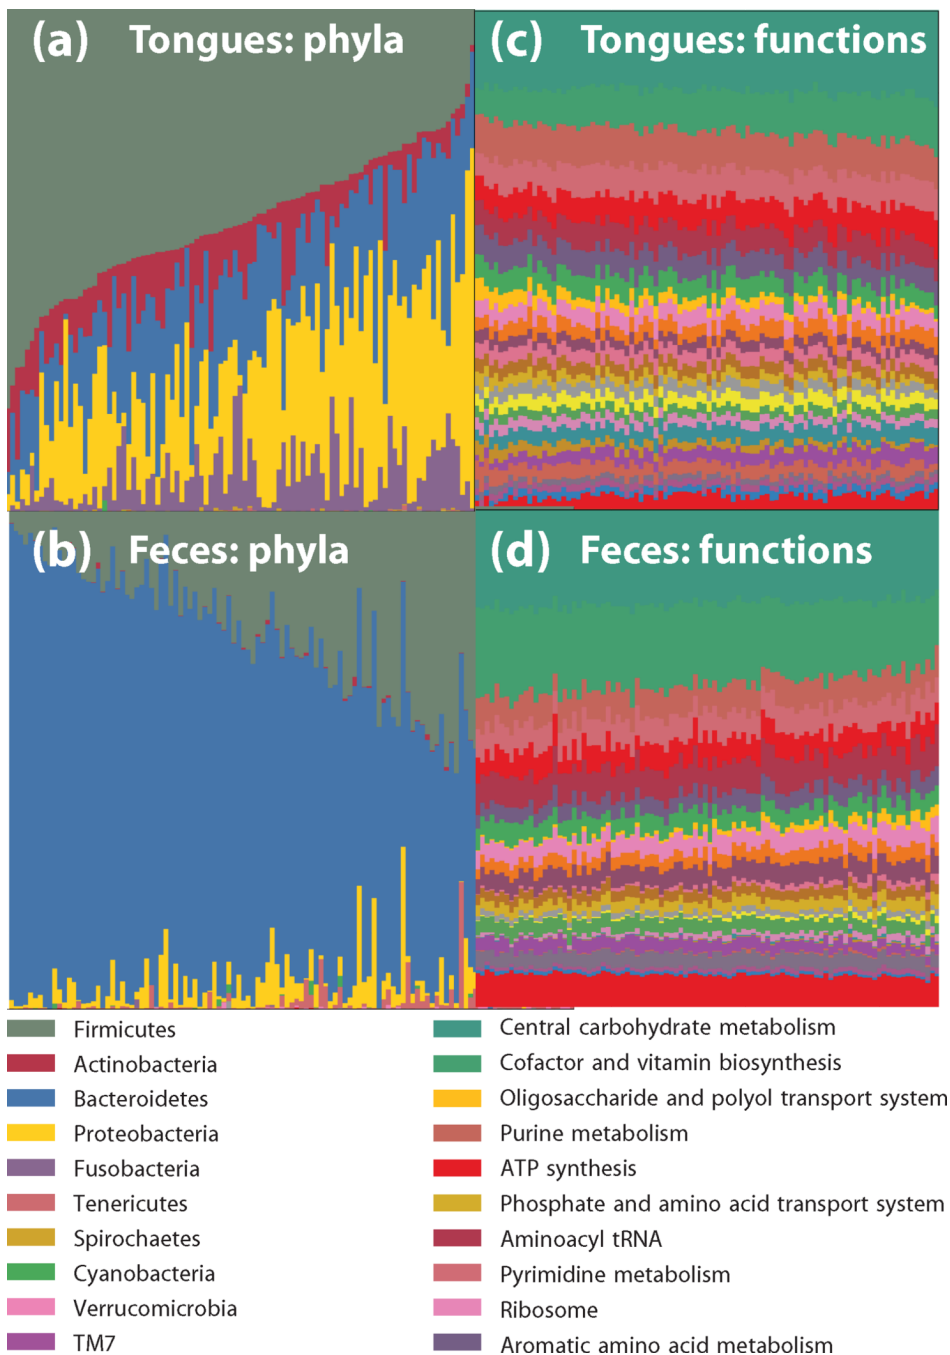 (a) Tongues: phyla
(c) Tongues: functions
(b) Feces: phyla
(d) Feces: functions
Firmicutes
Actinobacteria
Bacteroidetes
Proteobacteria
Fusobacteria
Tenericutes
Spirochaetes
Cyanobacteria
Verrucomicrobia
TM7
Central carbohydrate metabolism
Cofactor and vitamin biosynthesis
Oligosaccharide and polyol transport system
Purine metabolism
ATP synthesis
Phosphate and amino acid transport system
Aminoacyl tRNA
Pyrimidine metabolism
Ribosome
Aromatic amino acid metabolism